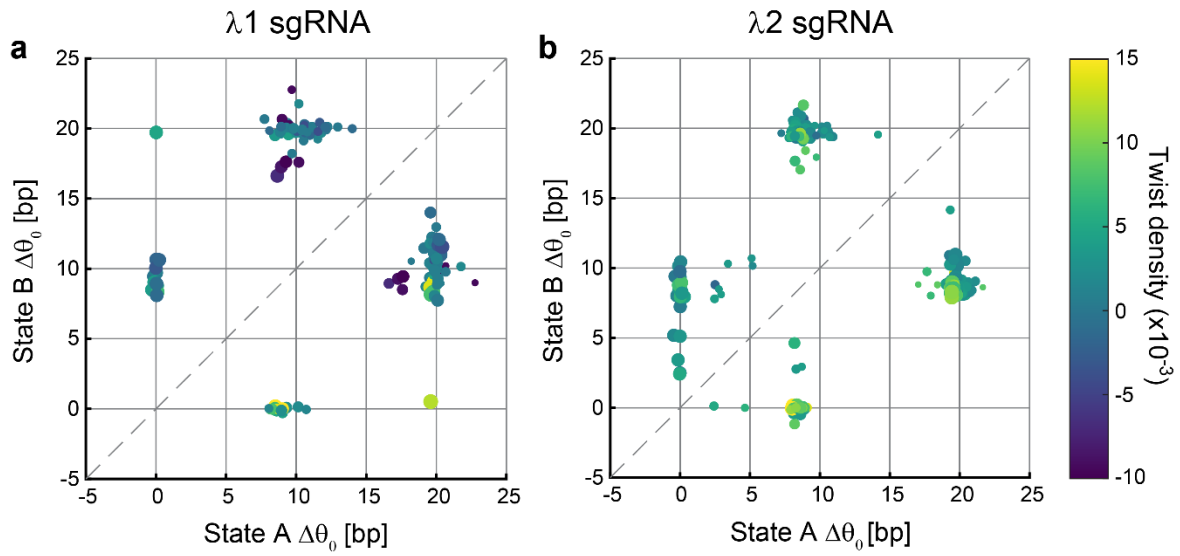 λ1 sgRNA
λ2 sgRNA
a
25
20
15
10
5
0
-5
State B Δθ₀ [bp]
-5 0 5 10 15 20 25
State A Δθ₀ [bp]
b
25
20
15
10
5
0
-5
State B Δθ₀ [bp]
-5 0 5 10 15 20 25
State A Δθ₀ [bp]
15
10
5
0
-5
-10
Twist density (x10⁻³)